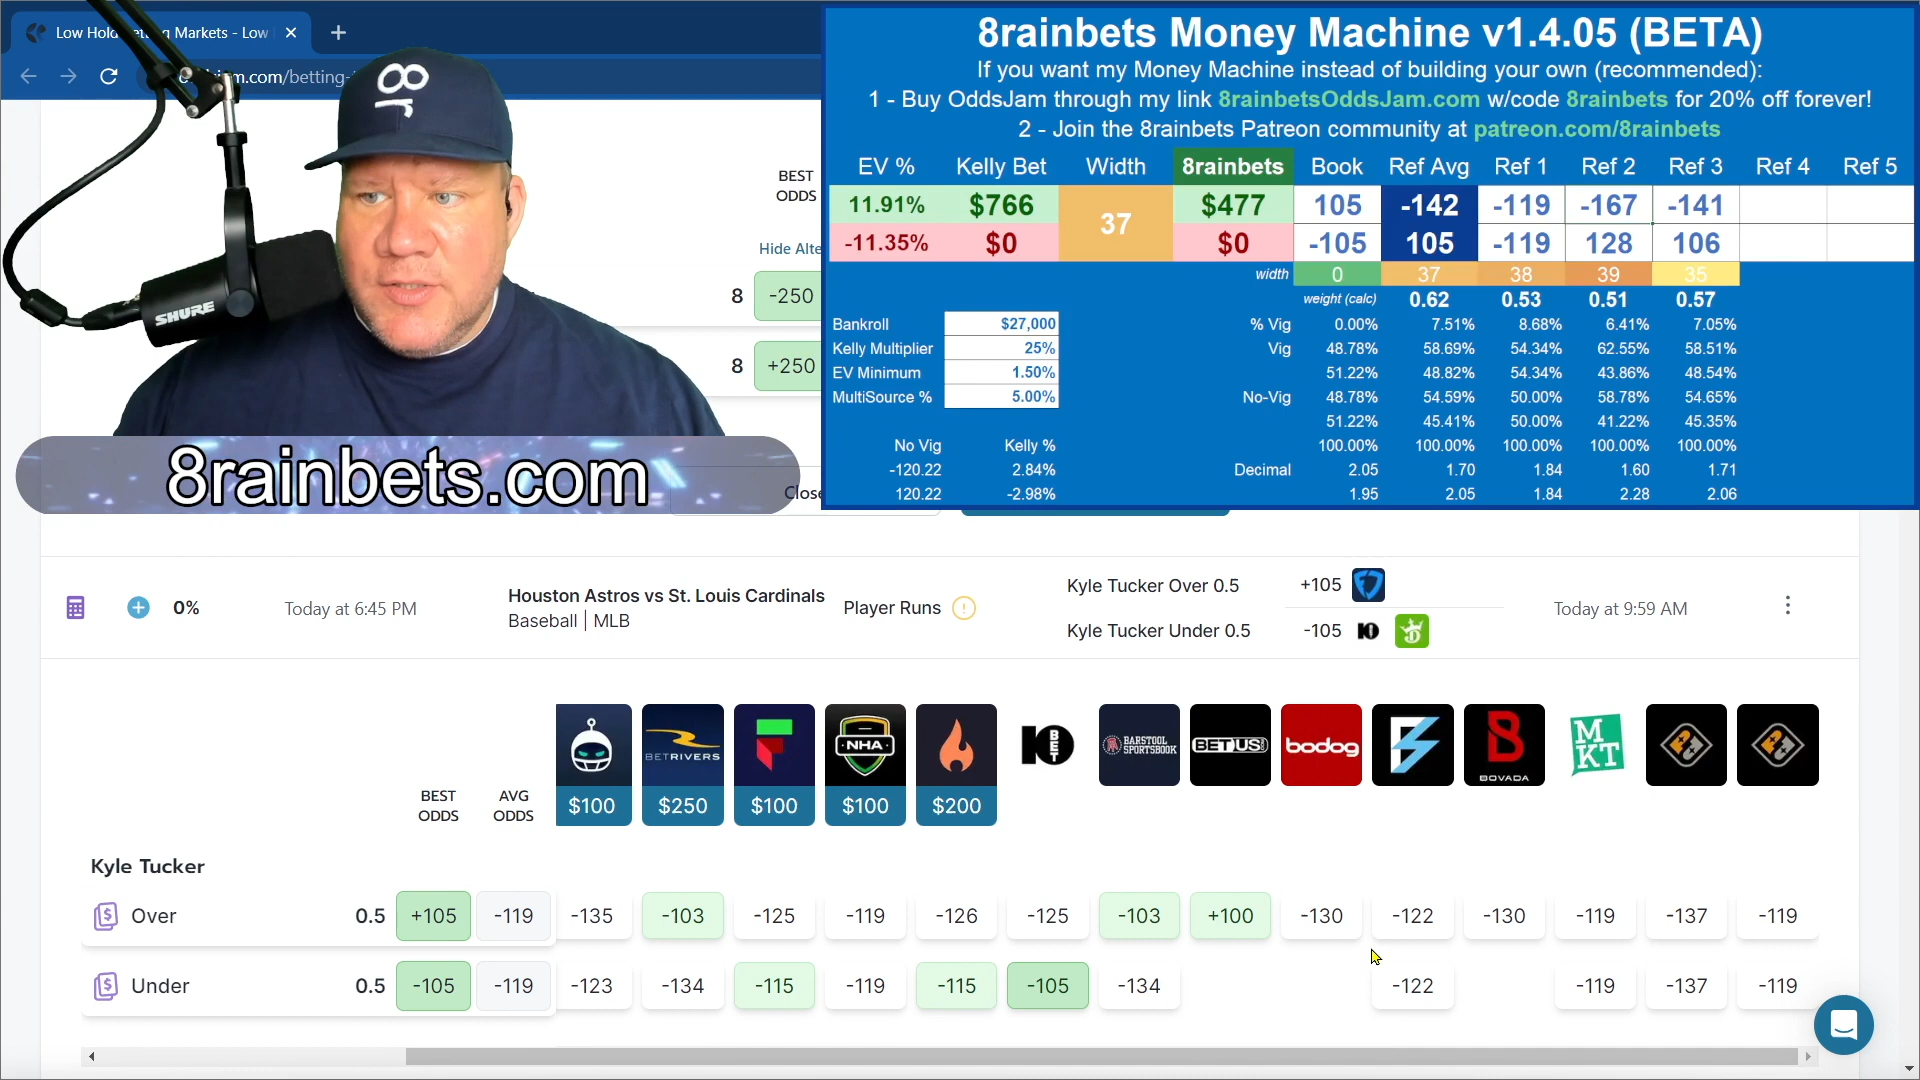 Low Hold
Markets - Low
m.com/betting-
8r
SHURE
8rainbets.com
BEST
ODDS
Hide Alte
8 -250
8 +250
Close
8rainbets Money Machine v1.4.05 (BETA)
If you want my Money Machine instead of building your own (recommended):
1 - Buy OddsJam through my link 8rainbetsOddsJam.com w/code 8rainbets for 20% off forever!
2 - Join the 8rainbets Patreon community at patreon.com/8rainbets
EV % Kelly Bet Width 8rainbets Book Ref Avg Ref 1 Ref 2 Ref 3 Ref 4 Ref 5
11.91% $766 37 $477 105 -142 -119 -167 -141
-11.35% $0 $0 -105 105 -119 128 106
width 0 37 38 39 35
weight (calc) 0.62 0.53 0.51 0.57
Bankroll $27,000 % Vig 0.00% 7.51% 8.68% 6.41% 7.05%
Kelly Multiplier 25% Vig 48.78% 58.69% 54.34% 62.55% 58.51%
EV Minimum 1.50% 51.22% 48.82% 54.34% 43.86% 48.54%
MultiSource % 5.00% No-Vig 48.78% 54.59% 50.00% 58.78% 54.65%
51.22% 45.41% 50.00% 41.22% 45.35%
No Vig Kelly % 100.00% 100.00% 100.00% 100.00% 100.00%
-120.22 2.84% Decimal 2.05 1.70 1.84 1.60 1.71
120.22 -2.98% 1.95 2.05 1.84 2.28 2.06
0% Today at 6:45 PM Houston Astros vs St. Louis Cardinals
Baseball | MLB
Player Runs
Kyle Tucker Over 0.5 +105
Kyle Tucker Under 0.5 -105 10
Today at 9:59 AM
BETRIVERS NHA 10 BET BARSTOOL SPORTSBOOK BETUS bodog BOVADA MKT
BEST
ODDS
AVG
ODDS
$100 $250 $100 $100 $200
Kyle Tucker
Over 0.5 +105 -119 -135 -103 -125 -119 -126 -125 -103 +100 -130 -122 -130 -119 -137 -119
Under 0.5 -105 -119 -123 -134 -115 -119 -115 -105 -134 -122 -119 -137 -119